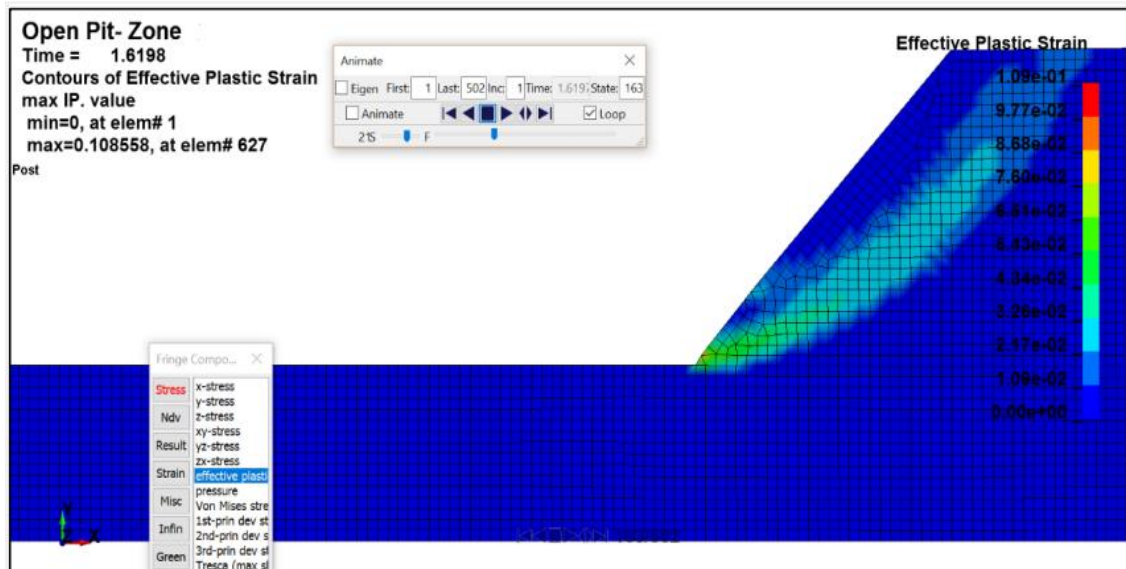 Open Pit- Zone
Time = 1.6198
Contours of Effective Plastic Strain
max IP. value
min=0, at elem# 1
max=0.108558, at elem# 627
Post
Animate
Eigen First: 1 Last: 502 Inc: 1 Time: 1.6197 State: 163
Animate Loop
215 F
Effective Plastic Strain
1.09e-01
9.77e-02
8.68e-02
7.60e-02
6.51e-02
5.43e-02
4.34e-02
3.26e-02
2.17e-02
1.09e-02
0.00e+00
Fringe Compo...
Stress
Ndv
Result
Strain
Misc
Infin
Green
x-stress
y-stress
z-stress
xy-stress
yz-stress
zx-stress
effective plasti
pressure
Von Mises stre
1st-prin dev st
2nd-prin dev s
3rd-prin dev st
Tresca (max sl
Y
Z X